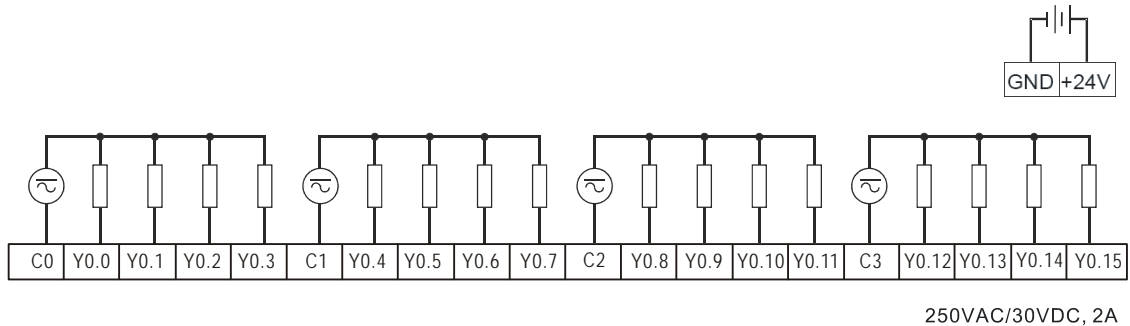 GND +24V
C0 Y0.0 Y0.1 Y0.2 Y0.3 C1 Y0.4 Y0.5 Y0.6 Y0.7 C2 Y0.8 Y0.9 Y0.10 Y0.11 C3 Y0.12 Y0.13 Y0.14 Y0.15
250VAC/30VDC, 2A